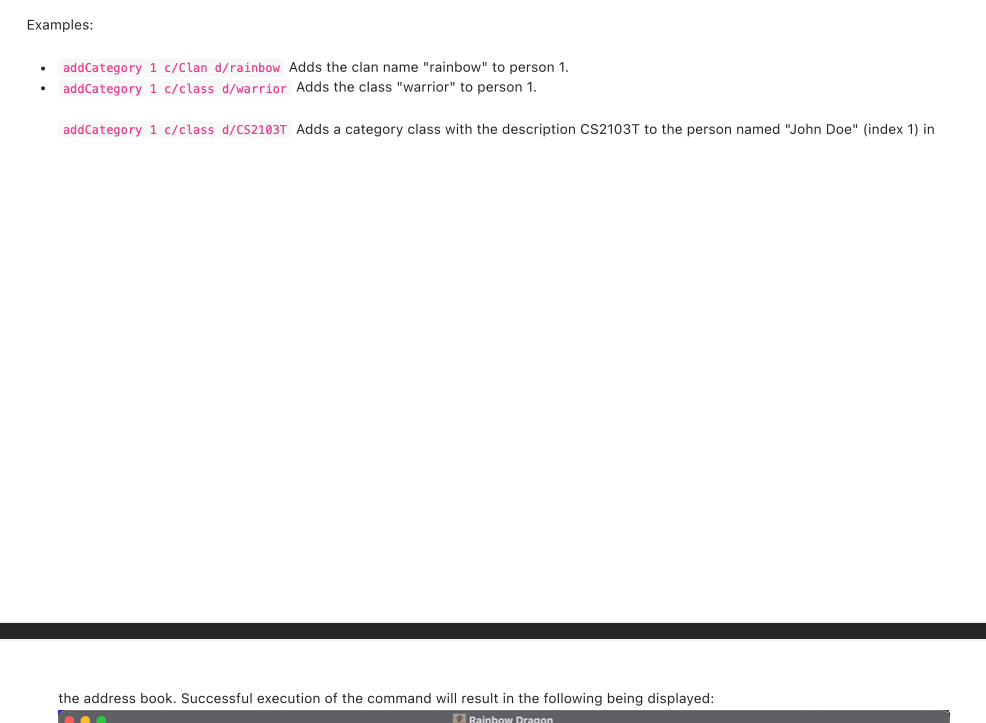 Examples:
• addCategory 1 c/Clan d/rainbow Adds the clan name "rainbow" to person 1.
• addCategory 1 c/class d/warrior Adds the class "warrior" to person 1.
addCategory 1 c/class d/CS2103T Adds a category class with the description CS2103T to the person named "John Doe" (index 1) in
the address book. Successful execution of the command will result in the following being displayed:
Rainbow Dragon